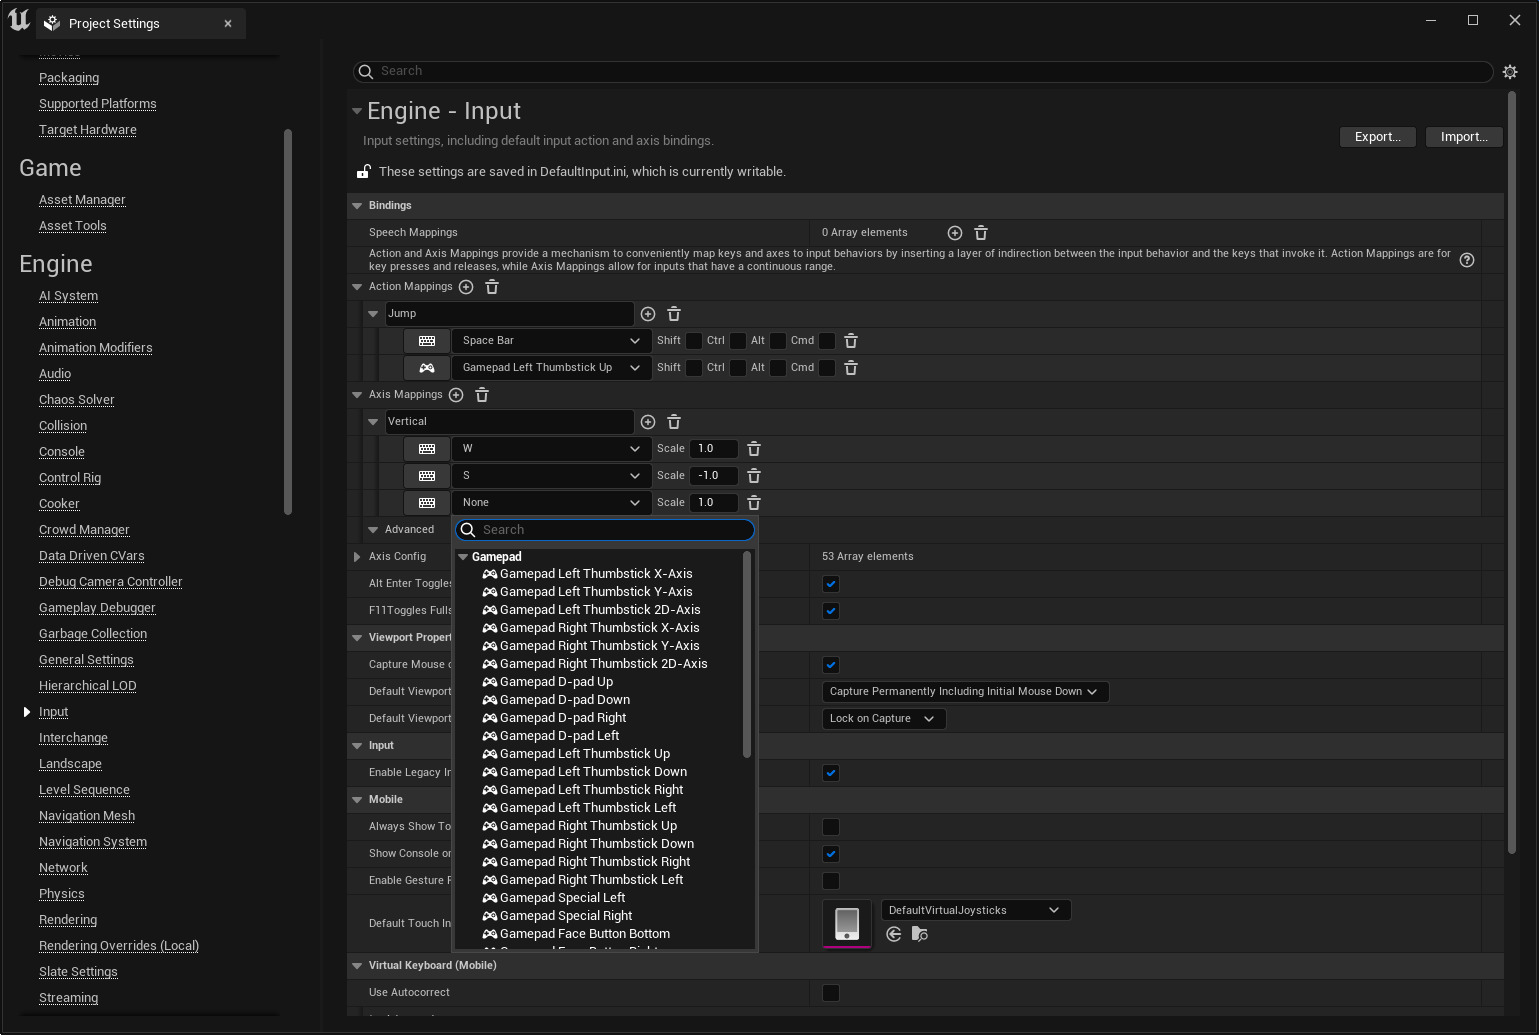 Project Settings
Search
Packaging
Supported Platforms
Target Hardware
Game
Asset Manager
Asset Tools
Engine
AI System
Animation
Animation Modifiers
Audio
Chaos Solver
Collision
Console
Control Rig
Cooker
Crowd Manager
Data Driven CVars
Debug Camera Controller
Gameplay Debugger
Garbage Collection
General Settings
Hierarchical LOD
Input
Interchange
Landscape
Level Sequence
Navigation Mesh
Navigation System
Network
Physics
Rendering
Rendering Overrides (Local)
Slate Settings
Streaming
Engine - Input
Input settings, including default input action and axis bindings.
Export...
Import...
These settings are saved in DefaultInput.ini, which is currently writable.
Bindings
Speech Mappings
0 Array elements
Action and Axis Mappings provide a mechanism to conveniently map keys and axes to input behaviors by inserting a layer of indirection between the input behavior and the keys that invoke it. Action Mappings are for
key presses and releases, while Axis Mappings allow for inputs that have a continuous range.
Action Mappings
Jump
Space Bar Shift Ctrl Alt Cmd
Gamepad Left Thumbstick Up Shift Ctrl Alt Cmd
Axis Mappings
Vertical
W Scale 1.0
S Scale -1.0
None Scale 1.0
Advanced
Search
Axis Config
53 Array elements
Alt Enter Toggles
F11Toggles Fulls
Viewport Propert
Capture Mouse
Default Viewport
Capture Permanently Including Initial Mouse Down
Default Viewport
Lock on Capture
Input
Enable Legacy In
Mobile
Always Show To
Show Console or
Enable Gesture
Default Touch In
DefaultVirtualJoysticks
Gamepad
Gamepad Left Thumbstick X-Axis
Gamepad Left Thumbstick Y-Axis
Gamepad Left Thumbstick 2D-Axis
Gamepad Right Thumbstick X-Axis
Gamepad Right Thumbstick Y-Axis
Gamepad Right Thumbstick 2D-Axis
Gamepad D-pad Up
Gamepad D-pad Down
Gamepad D-pad Right
Gamepad D-pad Left
Gamepad Left Thumbstick Up
Gamepad Left Thumbstick Down
Gamepad Left Thumbstick Right
Gamepad Left Thumbstick Left
Gamepad Right Thumbstick Up
Gamepad Right Thumbstick Down
Gamepad Right Thumbstick Right
Gamepad Right Thumbstick Left
Gamepad Special Left
Gamepad Special Right
Gamepad Face Button Bottom
Virtual Keyboard (Mobile)
Use Autocorrect